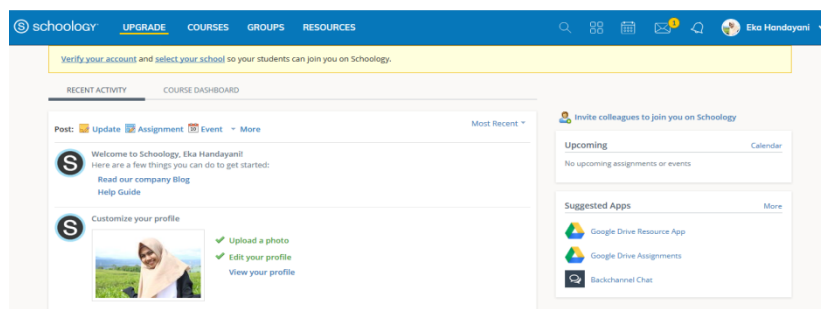 S schoology UPGRADE COURSES GROUPS RESOURCES 1 Eka Handayani
Verify your account and select your school so your students can join you on Schoology.
RECENT ACTIVITY COURSE DASHBOARD
Post: Update Assignment Event More Most Recent
S Welcome to Schoology, Eka Handayani!
Here are a few things you can do to get started:
Read our company Blog
Help Guide
S Customize your profile
Upload a photo
Edit your profile
View your profile
Invite colleagues to join you on Schoology
Upcoming Calendar
No upcoming assignments or events
Suggested Apps More
Google Drive Resource App
Google Drive Assignments
Backchannel Chat